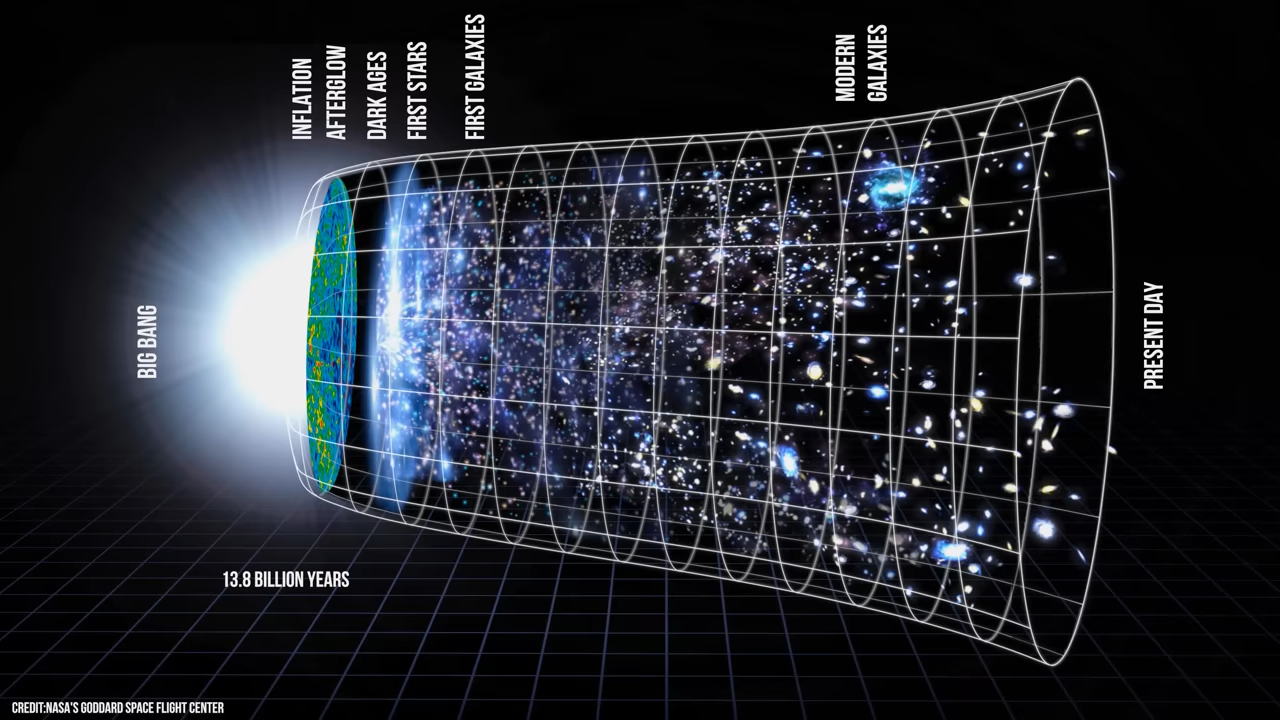 INFLATION
AFTERGLOW
DARK AGES
FIRST STARS
FIRST GALAXIES
MODERN
GALAXIES
BIG BANG
PRESENT DAY
13.8 BILLION YEARS
CREDIT:NASA'S GODDARD SPACE FLIGHT CENTER